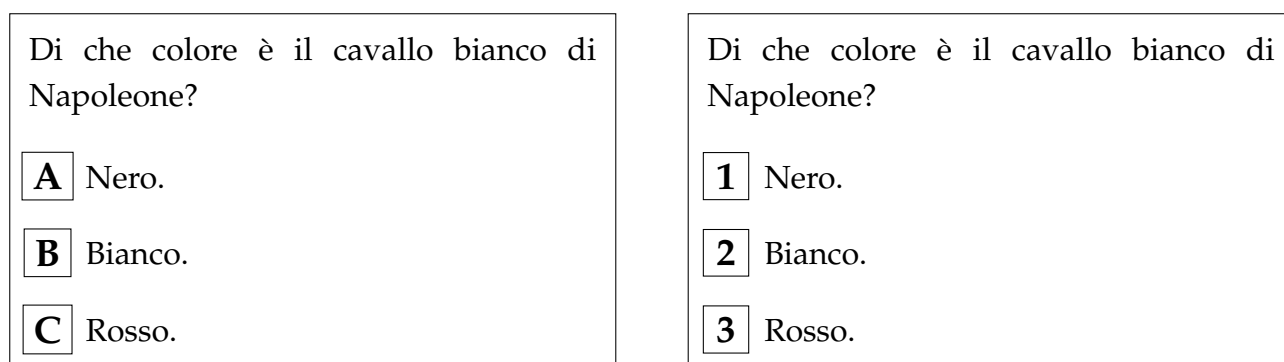 Di che colore è il cavallo bianco di
Napoleone?
A Nero.
B Bianco.
C Rosso.
Di che colore è il cavallo bianco di
Napoleone?
1 Nero.
2 Bianco.
3 Rosso.